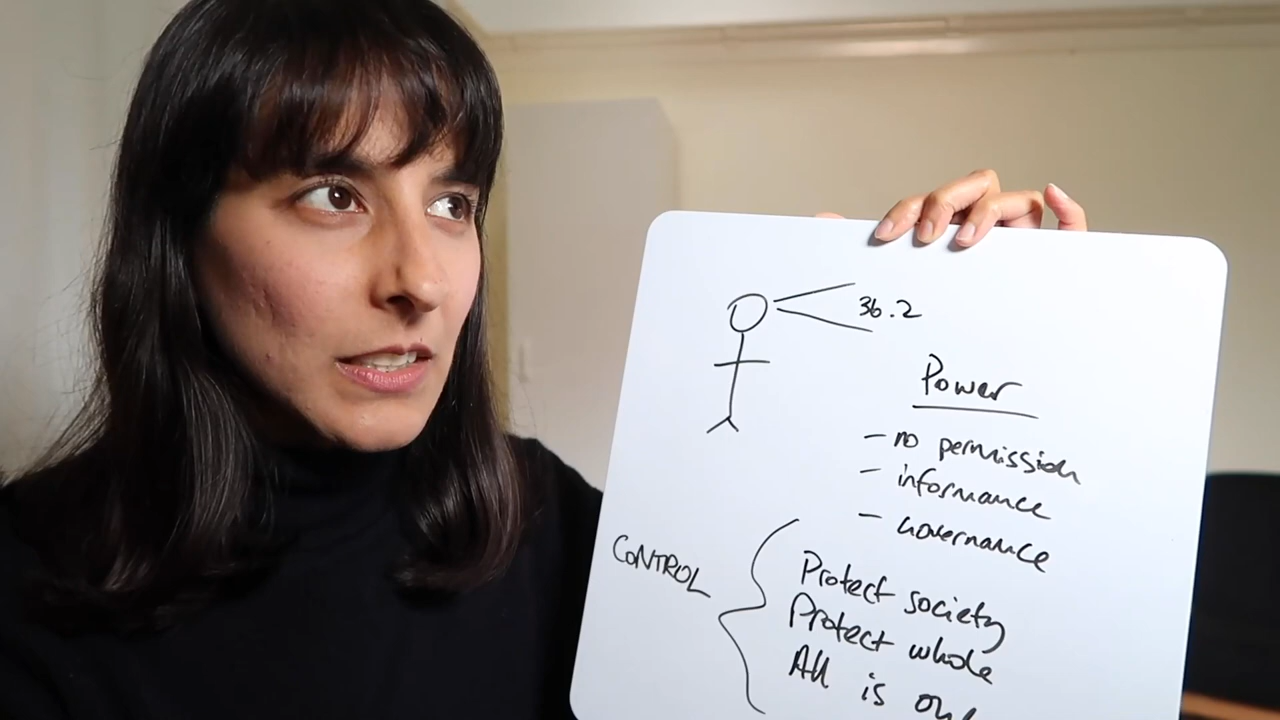 36.2
Power
- no permission
- informance
- governance
CONTROL
Protect society
Protect whole
All is